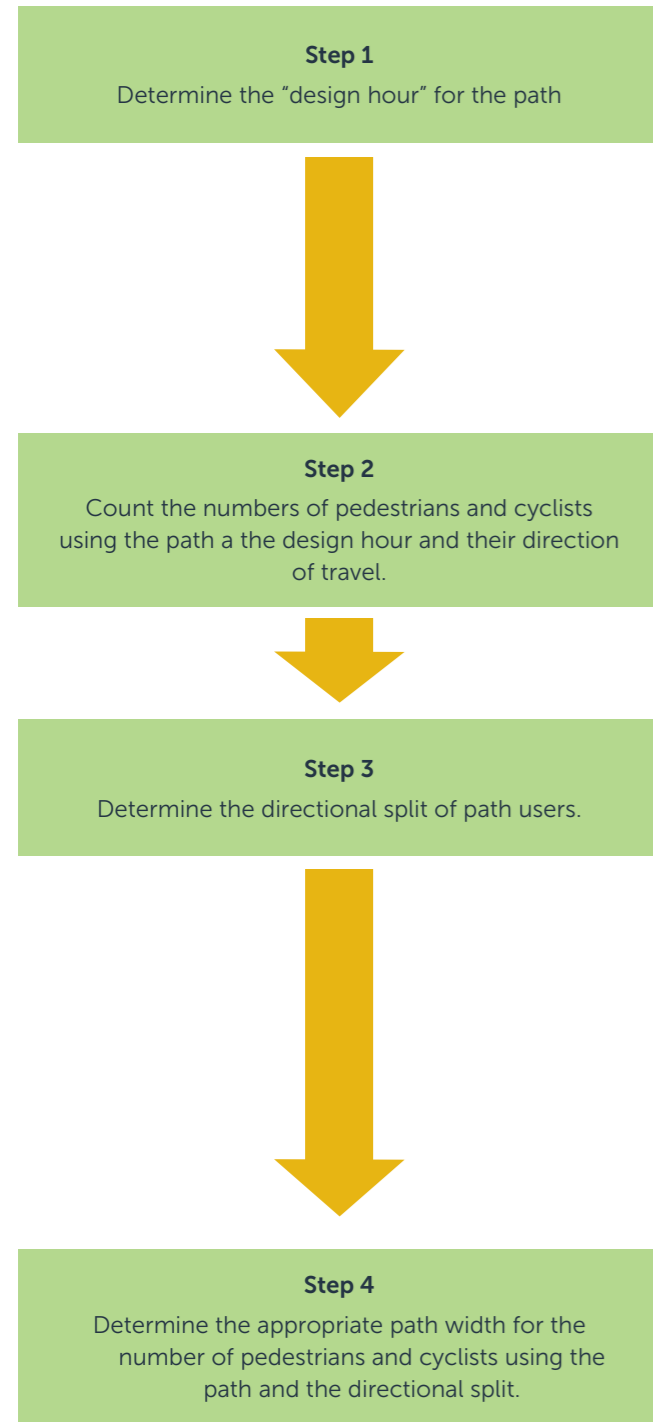 Step 1
Determine the “design hour” for the path
Step 2
Count the numbers of pedestrians and cyclists
using the path a the design hour and their direction
of travel.
Step 3
Determine the directional split of path users.
Step 4
Determine the appropriate path width for the
number of pedestrians and cyclists using the
path and the directional split.